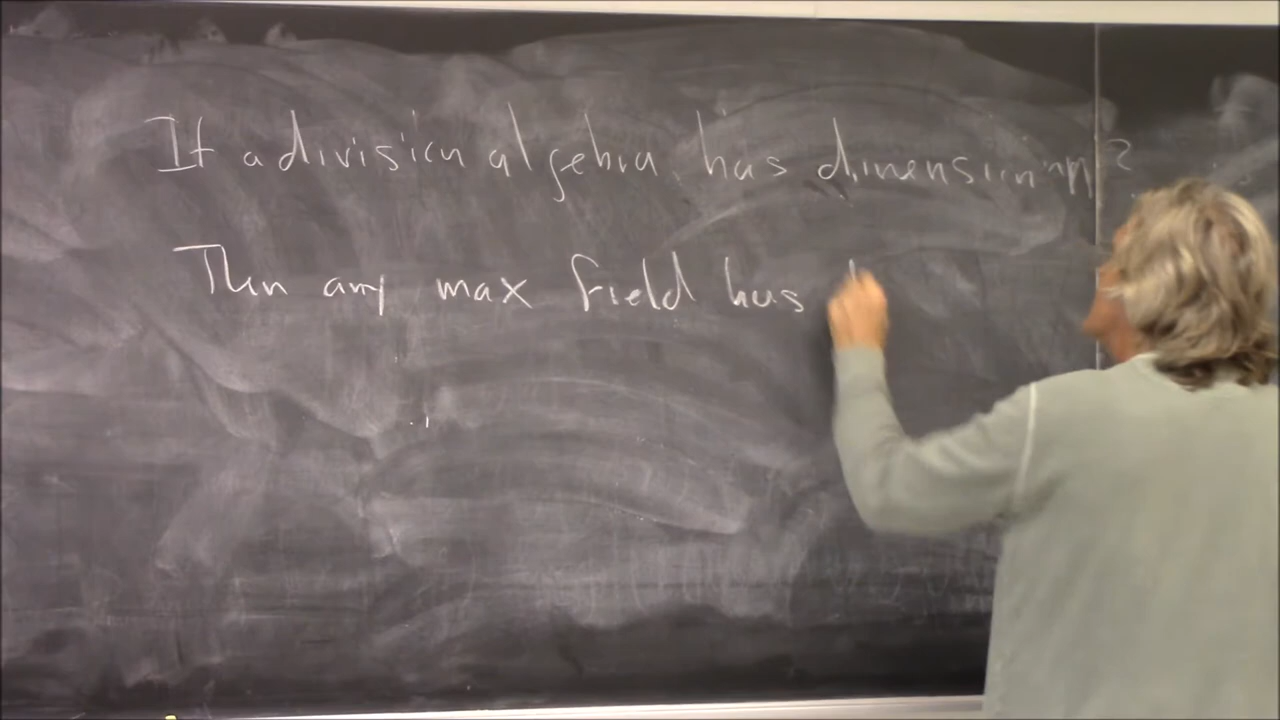 If a division algebra has dimension n²
Then any max field has